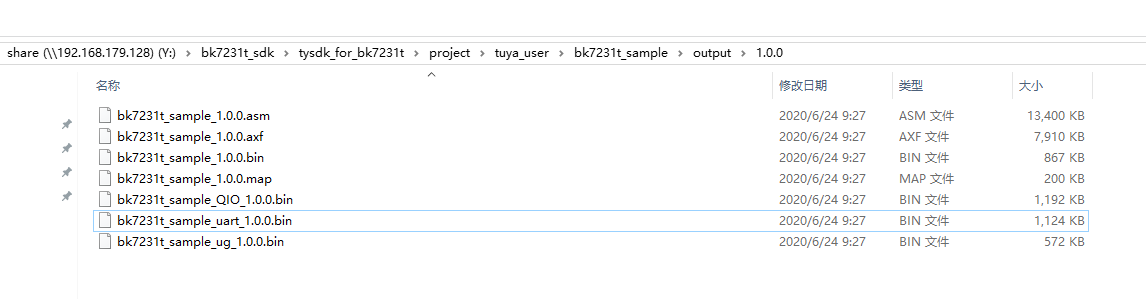 share (\\192.168.179.128) (Y:) > bk7231t_sdk > tysdk_for_bk7231t > project > tuya_user > bk7231t_sample > output > 1.0.0
名称 修改日期 类型 大小
bk7231t_sample_1.0.0.asm 2020/6/24 9:27 ASM 文件 13,400 KB
bk7231t_sample_1.0.0.axf 2020/6/24 9:27 AXF 文件 7,910 KB
bk7231t_sample_1.0.0.bin 2020/6/24 9:27 BIN 文件 867 KB
bk7231t_sample_1.0.0.map 2020/6/24 9:27 MAP 文件 200 KB
bk7231t_sample_QIO_1.0.0.bin 2020/6/24 9:27 BIN 文件 1,192 KB
bk7231t_sample_uart_1.0.0.bin 2020/6/24 9:27 BIN 文件 1,124 KB
bk7231t_sample_ug_1.0.0.bin 2020/6/24 9:27 BIN 文件 572 KB